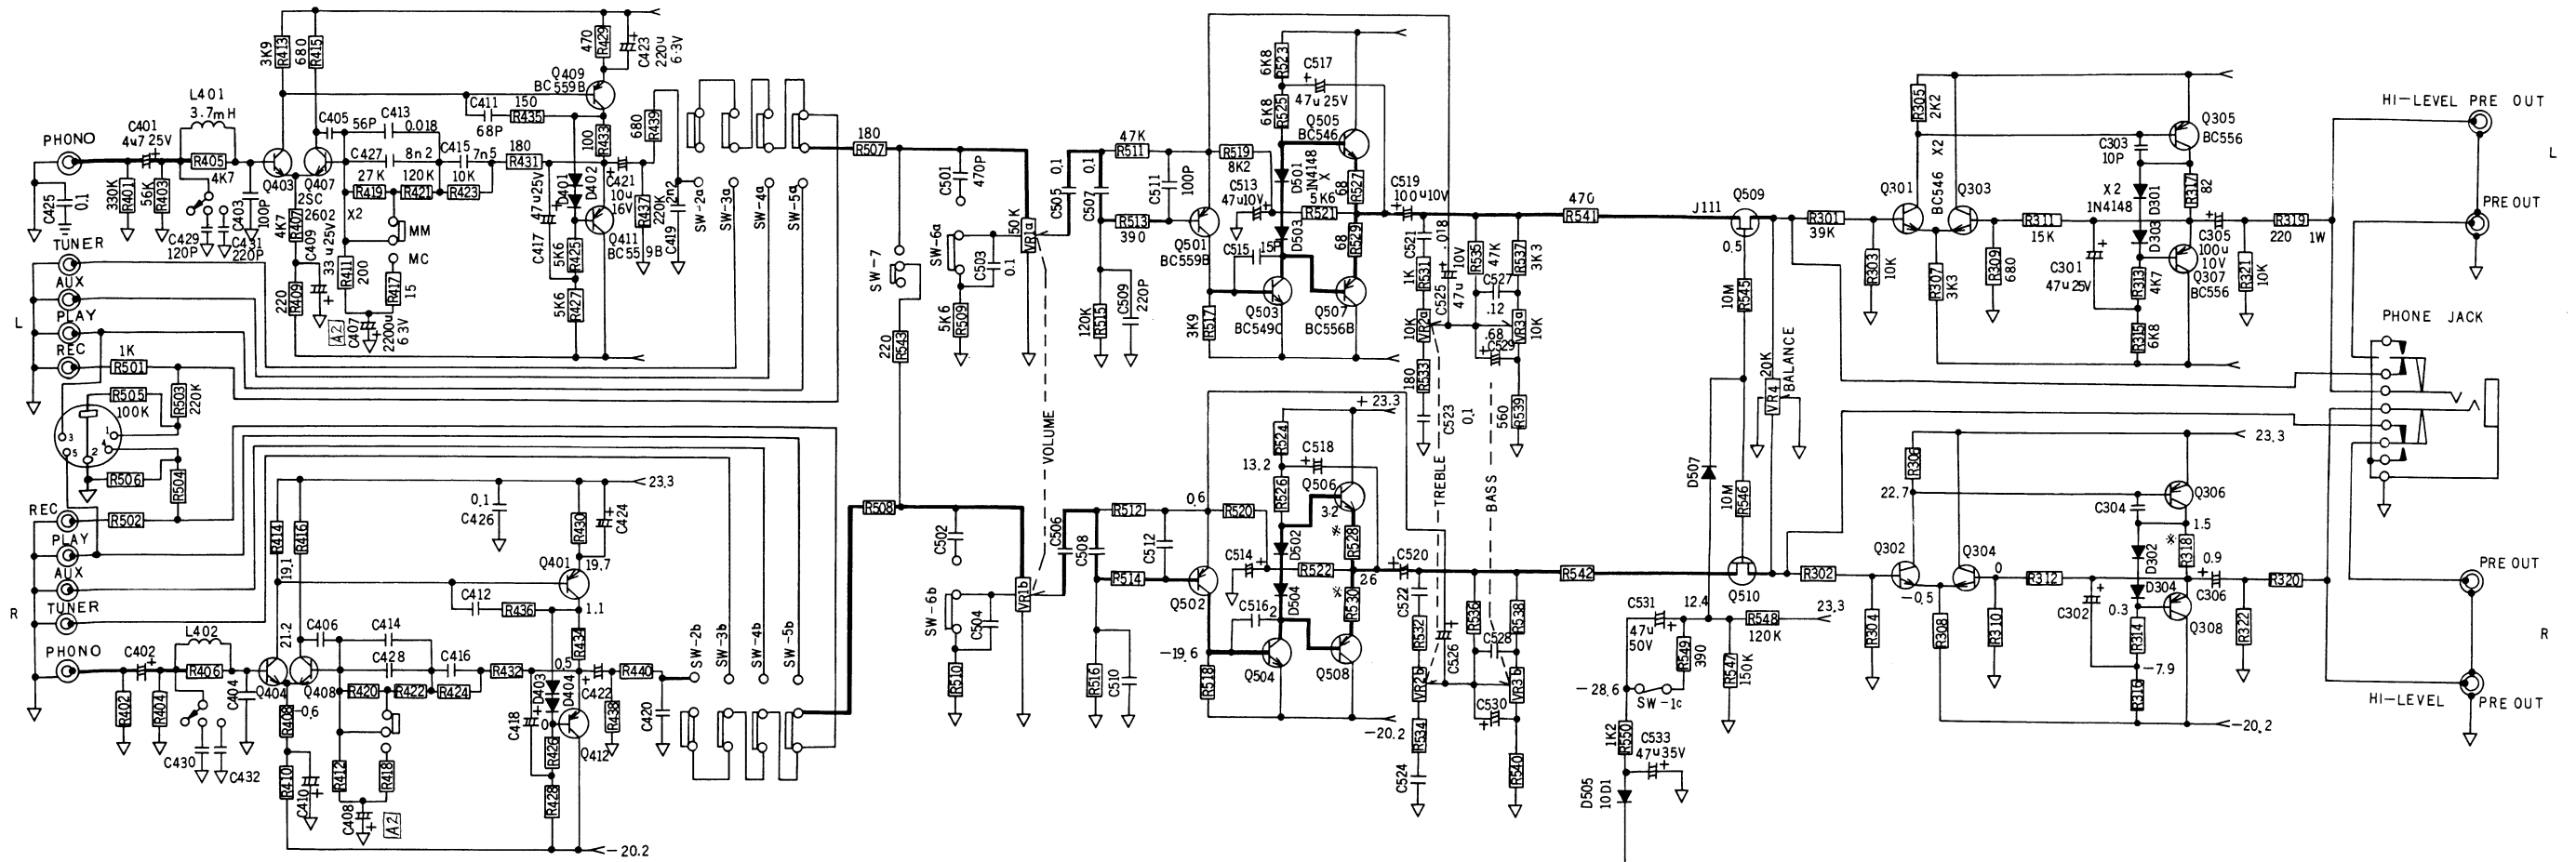 3K9
R413
680
R415
470
R429
C423
220u
6·3V
Q409
BC559B
L401
3.7mH
C411
68P
150
R435
PHONO
C401
4u7 25V
C405
56P
C413
0.018
R405
4K7
C427
8n2
C415
7n5
180
R431
100
R433
680
R439
27K
R419
120K
R421
10K
R423
Q403
Q407
2SC
2602
X2
C425
0.1
330K
R401
56K
R403
C403
100P
C429
120P
C431
220P
R407
4K7
C409
33u25V
R411
200
MM
MC
R417
15
A2
C407
2200u
6·3V
220
R409
47u25V
C417
D401
D402
C421
10u
16V
R437
220K
C419
2n2
Q411
BC559B
5K6
R425
5K6
R427
SW-2a
SW-3a
SW-4a
SW-5a
TUNER
AUX
PLAY
REC
L
1K
R501
R505
100K
R503
220K
1
2
3
4
5
R506
R504
R502
REC
PLAY
AUX
TUNER
PHONO
R
180
R507
C501
470P
SW-7
220
R543
SW-6a
C503
0.1
5K6
R509
50K
VR1a
VOLUME
C505
0,1
C507
0.1
47K
R511
390
R513
C511
100P
120K
R515
C509
220P
Q501
BC559B
3K9
R517
R519
8K2
C513
47u10V
C515
15P
Q503
BC549C
6K8
R523
6K8
R525
C517
47u 25V
Q505
BC546
D501
1N4148
X 2
5K6
R521
D503
68
R527
68
R529
Q507
BC556B
C519
100u10V
C521
.018
1K
R531
10K
VR2a
180
R533
C523
0,1
C525
47u
10V
R535
47K
C527
.12
.68
C529
R537
3K3
VR3a
10K
560
R539
TREBLE
BASS
470
R541
J111
Q509
0.5
10M
R545
20K
VR4
BALANCE
R301
39K
R303
10K
R305
2K2
Q301
BC546 X2
Q303
R307
3K3
R309
680
R311
15K
C301
47u25V
C303
10P
Q305
BC556
X 2
1N4148
D301
D303
R317
82
C305
100u
10V
Q307
BC556
R313
4K7
R315
6K8
R321
10K
R319
220 1W
HI-LEVEL PRE OUT
L
PRE OUT
PHONE JACK
L402
C402
R406
R402
R404
C404
C430
C432
R414
19.1
R416
21.2
Q404
Q408
R408
-0.6
R410
C410
C406
C414
C428
C416
R420
R422
R424
R412
R418
C408
A2
0.1
C426
23.3
R430
C424
Q401
19.7
C412
R436
1.1
R434
R432
0.5
D403
D404
C422
C418
0
R426
Q412
R428
R438
R440
C420
-20.2
SW-2b
SW-3b
SW-4b
SW-5b
R508
C502
SW-6b
C504
R510
VR1b
C506
C508
R512
R514
C512
R516
C510
0.6
Q502
-19.6
R518
R520
C514
C516
2
Q504
13.2
R524
R526
C518
Q506
3·2
D502
R522
D504
R528
26
R530
Q508
+ 23.3
-20.2
C520
C522
R532
VR2b
R534
C524
C526
R536
C528
C530
R538
VR3b
R540
R542
D507
10M
R546
Q510
C531
47u
50V
12.4
R548
120K
23.3
R549
390
R547
150K
-28.6
SW-1c
1K2
R550
C533
47u35V
D505
10D1
R302
R304
R306
22.7
Q302
-0.5
Q304
R308
R310
0
R312
C302
C304
Q306
1.5
D302
R318
0.9
D304
0.3
C306
Q308
R314
-7.9
R316
R322
R320
23.3
-20.2
PRE OUT
R
HI-LEVEL PRE OUT